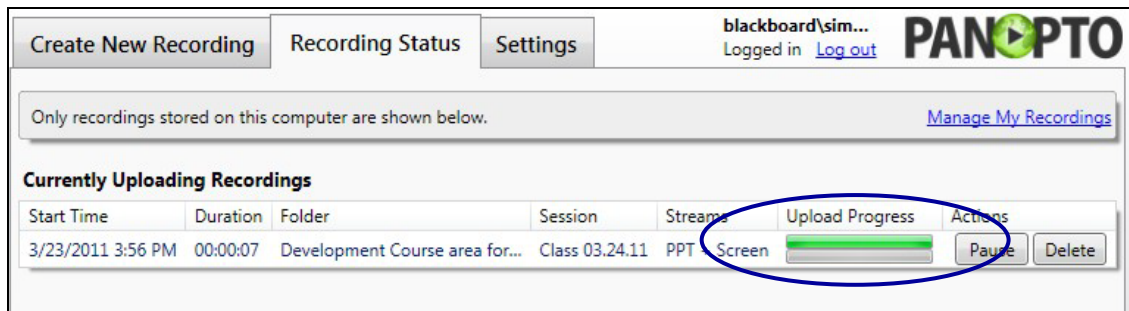 Create New Recording Recording Status Settings blackboard\sim... Logged in Log out PANOPTO
Only recordings stored on this computer are shown below. Manage My Recordings
Currently Uploading Recordings
Start Time Duration Folder Session Streams Upload Progress Actions
3/23/2011 3:56 PM 00:00:07 Development Course area for... Class 03.24.11 PPT + Screen Pause Delete